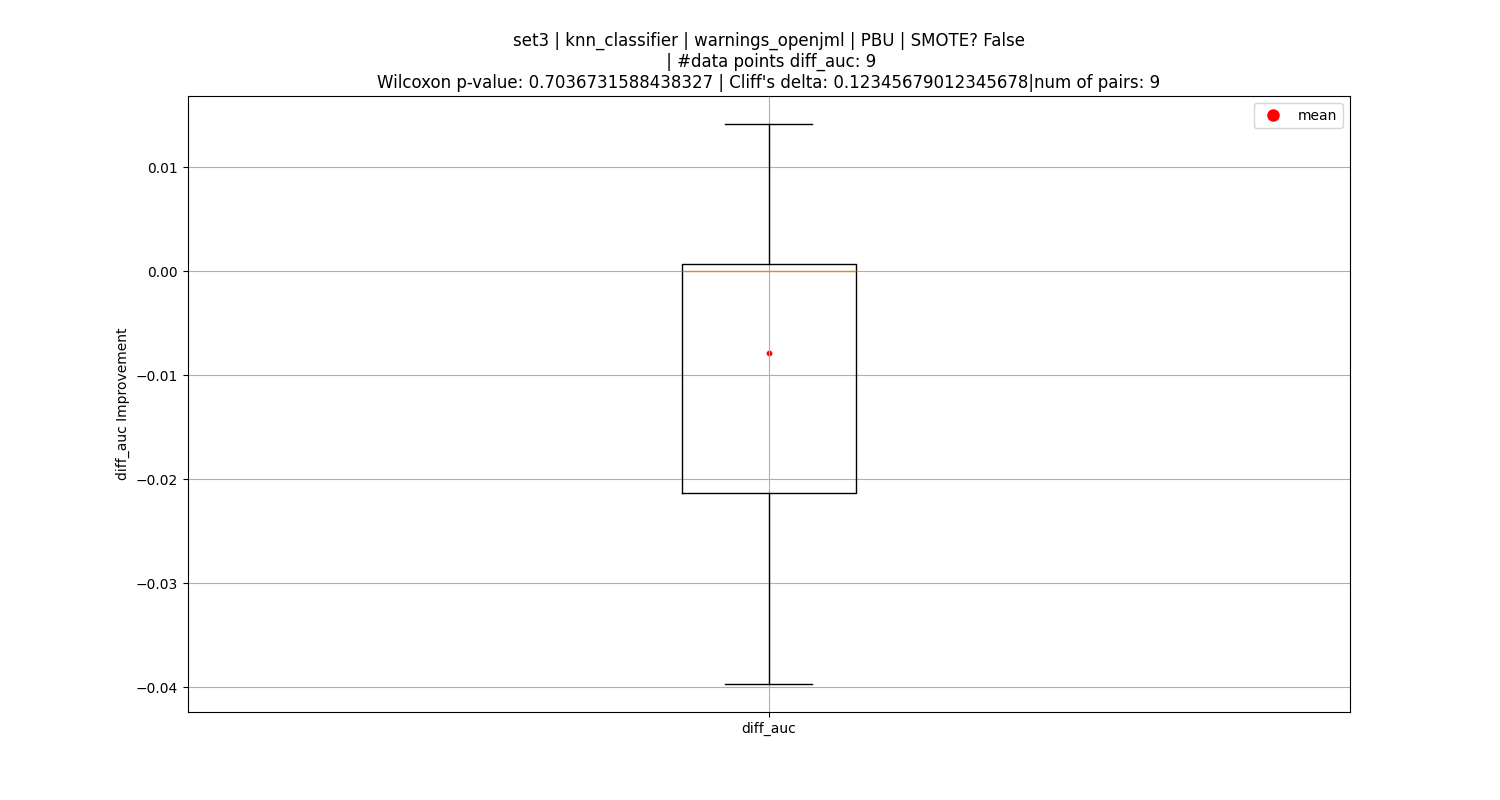 set3 | knn_classifier | warnings_openjml | PBU | SMOTE? False
| #data points diff_auc: 9
Wilcoxon p-value: 0.7036731588438327 | Cliff's delta: 0.12345679012345678|num of pairs: 9
mean
0.01
0.00
−0.01
−0.02
−0.03
−0.04
diff_auc Improvement
diff_auc